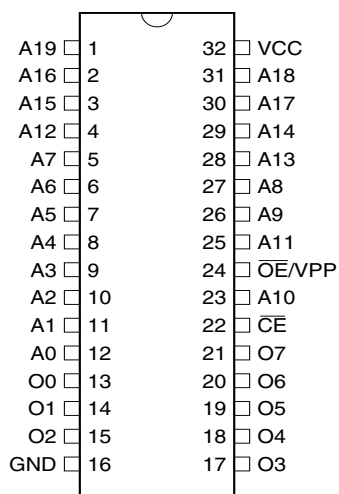 A19 1 32 VCC
A16 2 31 A18
A15 3 30 A17
A12 4 29 A14
A7 5 28 A13
A6 6 27 A8
A5 7 26 A9
A4 8 25 A11
A3 9 24 O̅E̅/VPP
A2 10 23 A10
A1 11 22 C̅E̅
A0 12 21 O7
O0 13 20 O6
O1 14 19 O5
O2 15 18 O4
GND 16 17 O3